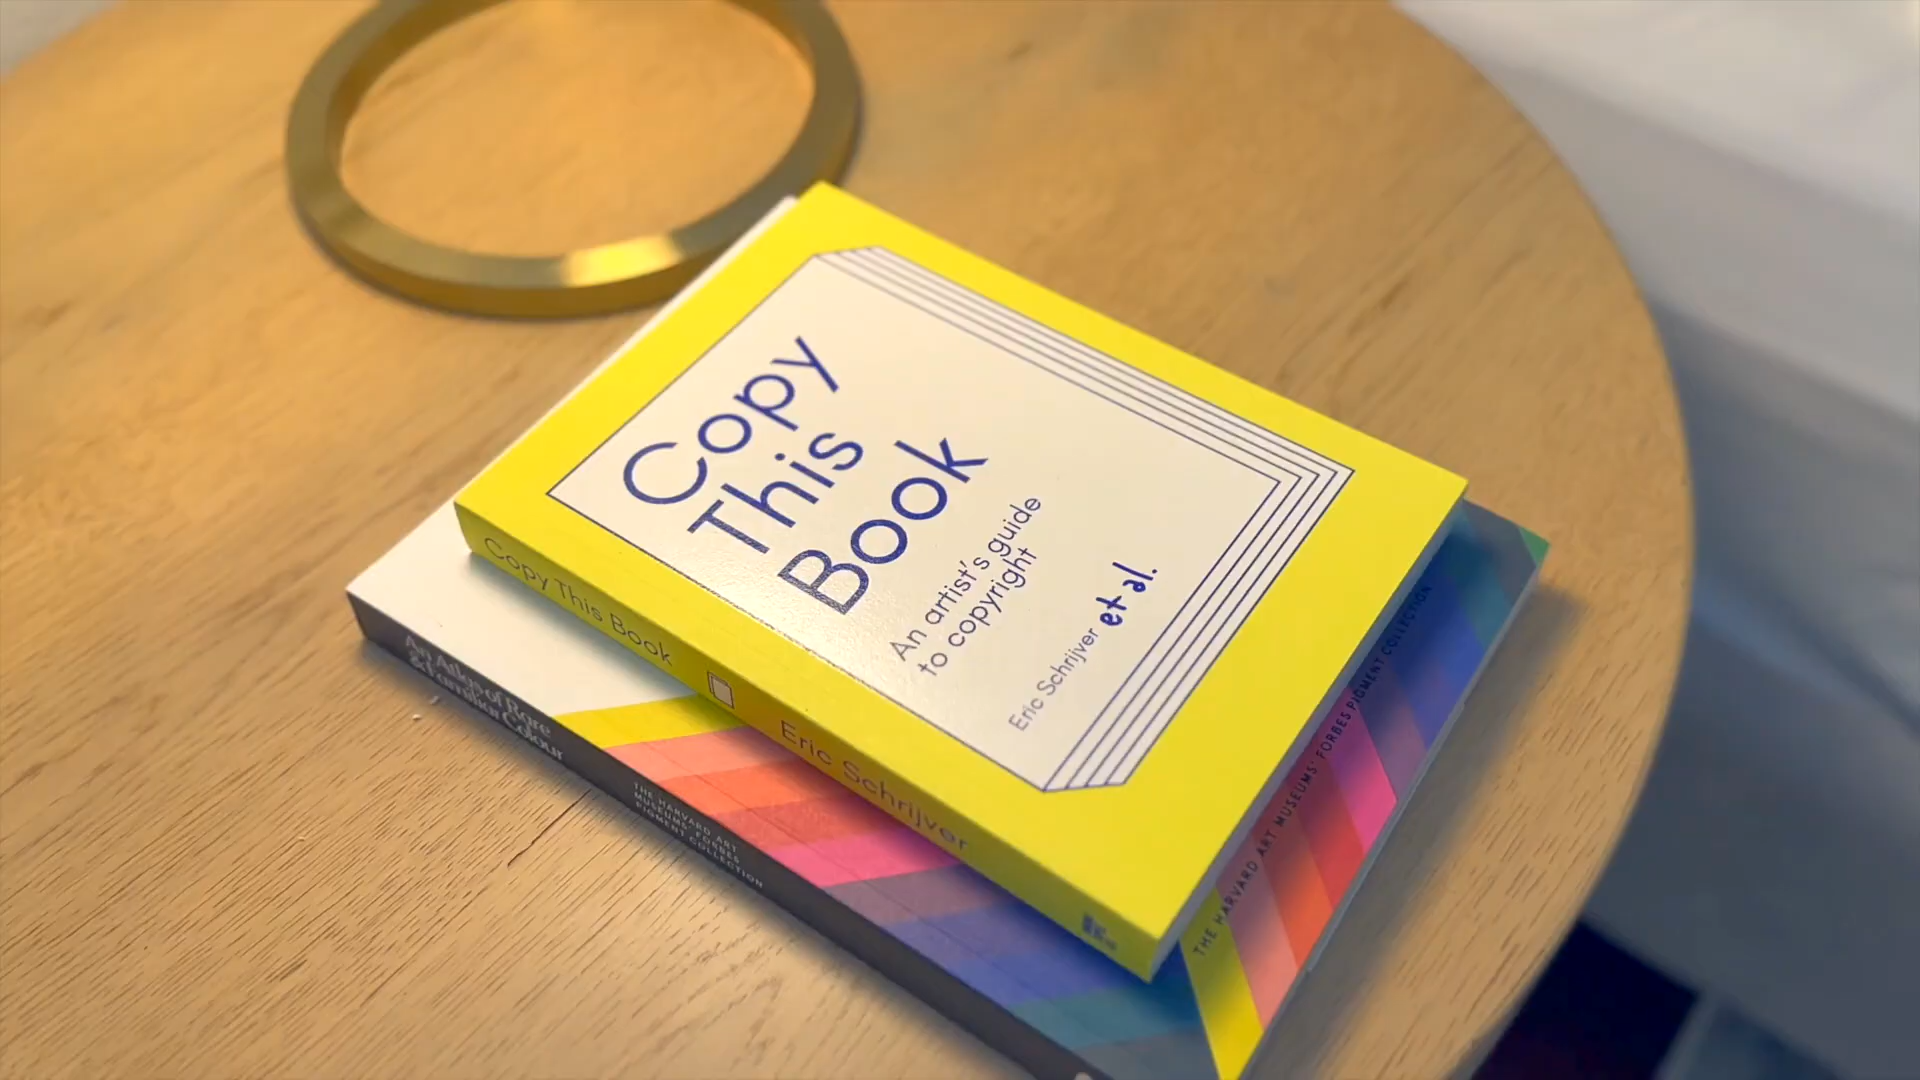 Copy
This
Book
An artist's guide
to copyright
Eric Schrijver et al.
Copy This Book
Eric Schrijver
An Atlas of Rare
& Familiar Colour
THE HARVARD ART
MUSEUMS' FORBES
PIGMENT COLLECTION
THE HARVARD ART MUSEUMS' FORBES PIGMENT COLLECTION